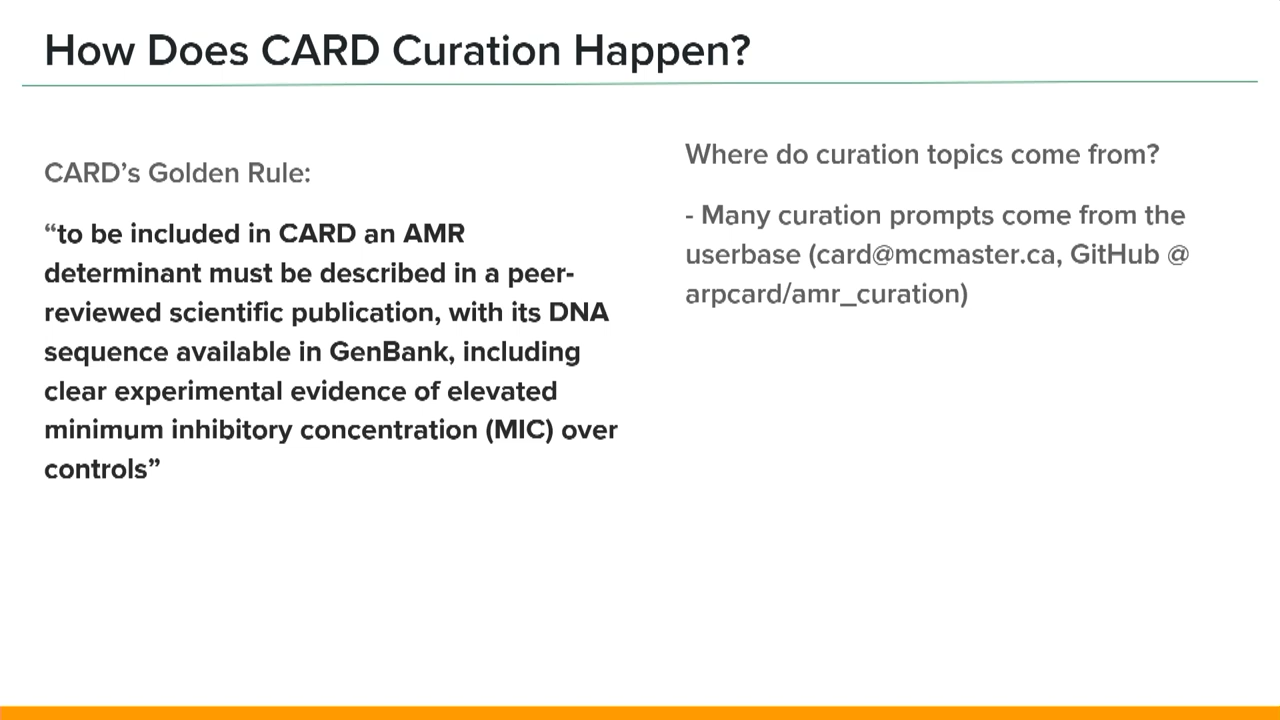 How Does CARD Curation Happen?
CARD’s Golden Rule:
“to be included in CARD an AMR
determinant must be described in a peer-
reviewed scientific publication, with its DNA
sequence available in GenBank, including
clear experimental evidence of elevated
minimum inhibitory concentration (MIC) over
controls”
Where do curation topics come from?
- Many curation prompts come from the
userbase (card@mcmaster.ca, GitHub @
arpcard/amr_curation)